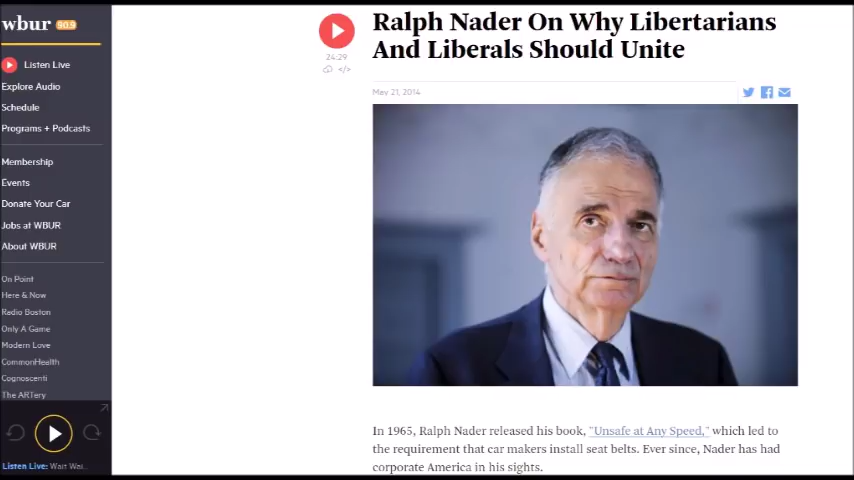 wbur 90.9
Listen Live
Explore Audio
Schedule
Programs + Podcasts
Membership
Events
Donate Your Car
Jobs at WBUR
About WBUR
On Point
Here & Now
Radio Boston
Only A Game
Modern Love
CommonHealth
Cognoscenti
The ARTery
Listen Live: Wait Wai...
24:29
</>
Ralph Nader On Why Libertarians
And Liberals Should Unite
May 21, 2014
In 1965, Ralph Nader released his book, "Unsafe at Any Speed," which led to
the requirement that car makers install seat belts. Ever since, Nader has had
corporate America in his sights.